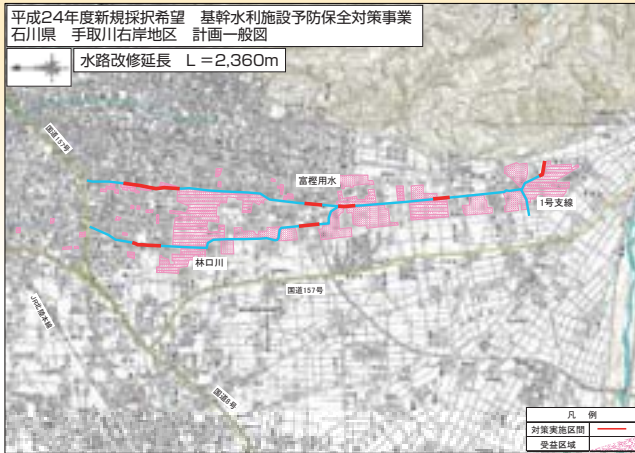 平成24年度新規採択希望　基幹水利施設予防保全対策事業
石川県　手取川右岸地区　計画一般図
水路改修延長　L＝2,360m
国道157号
富樫用水
1号支線
林口川
国道157号
JR北陸本線
国道8号
凡　例
対策実施区間
受益区域